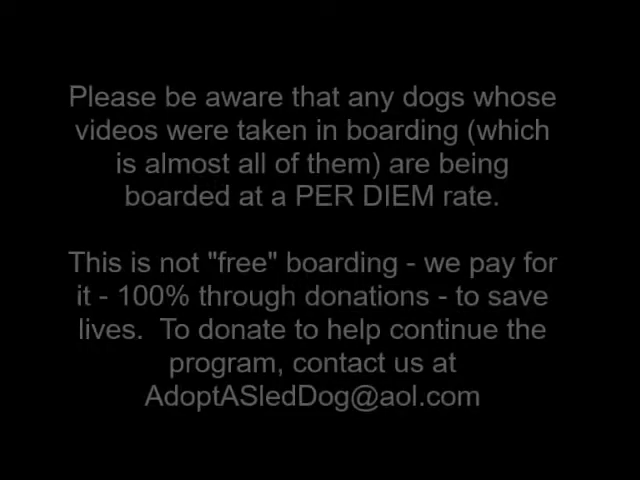 Please be aware that any dogs whose
videos were taken in boarding (which
is almost all of them) are being
boarded at a PER DIEM rate.
This is not "free" boarding - we pay for
it - 100% through donations - to save
lives.  To donate to help continue the
program, contact us at
AdoptASledDog@aol.com